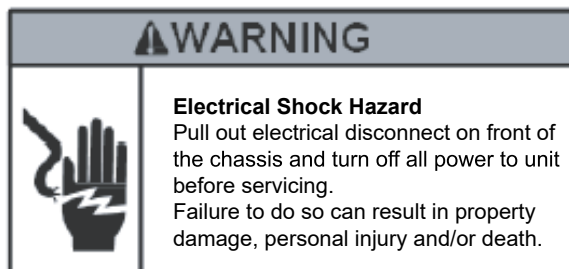 WARNING
Electrical Shock Hazard
Pull out electrical disconnect on front of
the chassis and turn off all power to unit
before servicing.
Failure to do so can result in property
damage, personal injury and/or death.